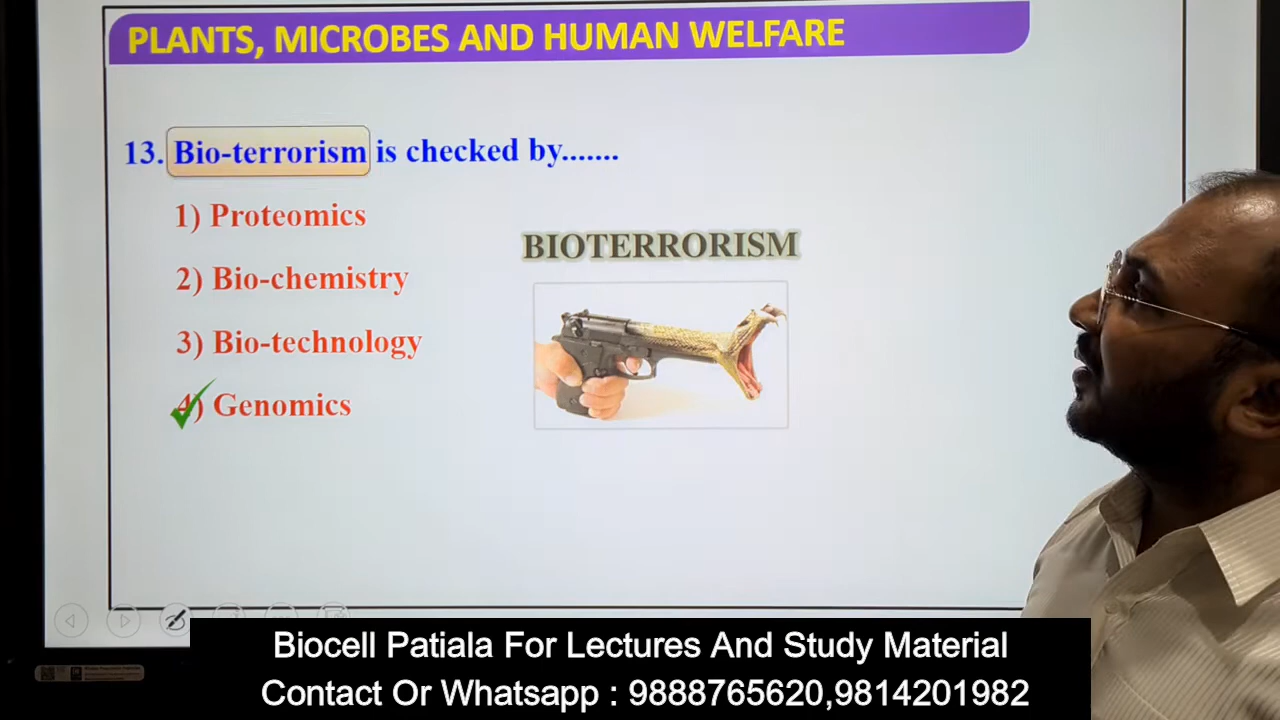 PLANTS, MICROBES AND HUMAN WELFARE
13. Bio-terrorism is checked by.......
1) Proteomics
2) Bio-chemistry
3) Bio-technology
4) Genomics
BIOTERRORISM
Biocell Patiala For Lectures And Study Material
Contact Or Whatsapp : 9888765620,9814201982